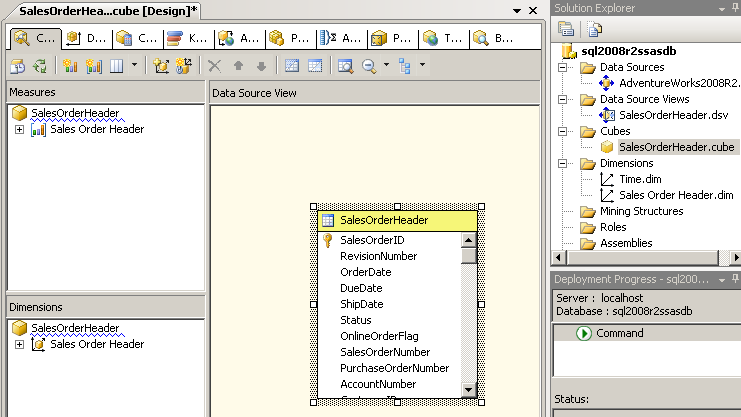 SalesOrderHea...cube [Design]*
C... D... C... K... A... P... A... P... T... B...
Measures
SalesOrderHeader
Sales Order Header
Dimensions
SalesOrderHeader
Sales Order Header
Data Source View
SalesOrderHeader
SalesOrderID
RevisionNumber
OrderDate
DueDate
ShipDate
Status
OnlineOrderFlag
SalesOrderNumber
PurchaseOrderNumber
AccountNumber
Solution Explorer
sql2008r2ssasdb
Data Sources
AdventureWorks2008R2.
Data Source Views
SalesOrderHeader.dsv
Cubes
SalesOrderHeader.cube
Dimensions
Time.dim
Sales Order Header.dim
Mining Structures
Roles
Assemblies
Deployment Progress - sql200...
Server : localhost
Database : sql2008r2ssasdb
Command
Status: